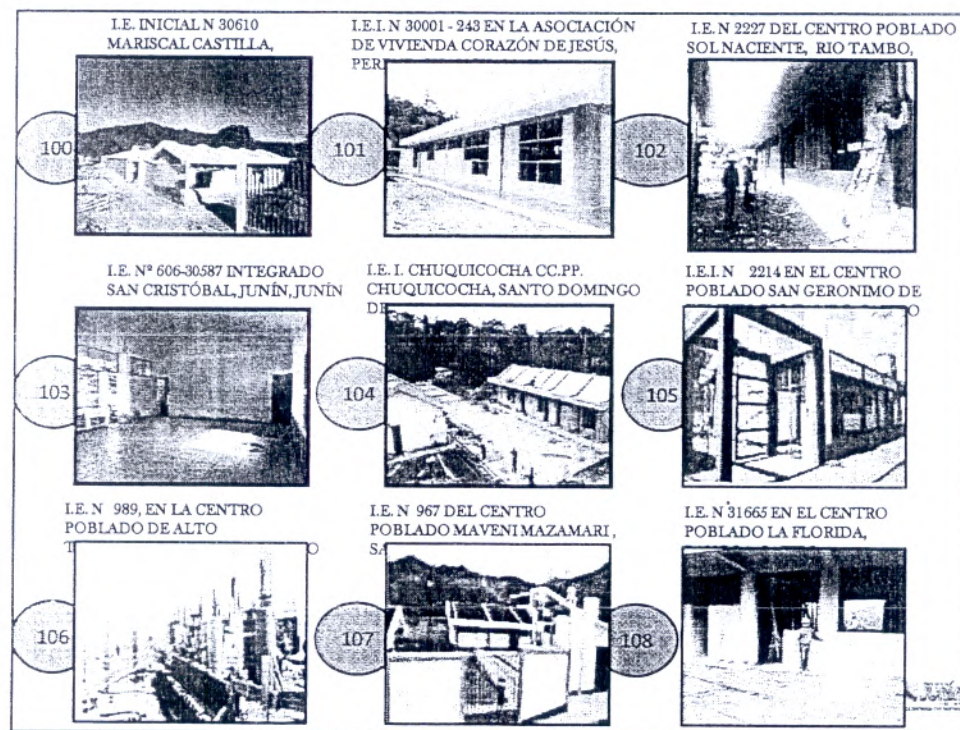 I.E. INICIAL N 30610
MARISCAL CASTILLA,
100
I.E.I. N 30001 - 243 EN LA ASOCIACIÓN
DE VIVIENDA CORAZÓN DE JESÚS,
101
I.E. N 2227 DEL CENTRO POBLADO
SOL NACIENTE, RIO TAMBO,
102
I.E. Nº 606-30587 INTEGRADO
SAN CRISTÓBAL, JUNÍN, JUNÍN
103
I.E. I. CHUQUICOCHA CC.PP.
CHUQUICOCHA, SANTO DOMINGO
104
I.E.I. N 2214 EN EL CENTRO
POBLADO SAN GERONIMO DE
105
I.E. N 989, EN LA CENTRO
POBLADO DE ALTO
106
I.E. N 967 DEL CENTRO
POBLADO MAVENI MAZAMARI ,
107
I.E. N 31665 EN EL CENTRO
POBLADO LA FLORIDA,
108